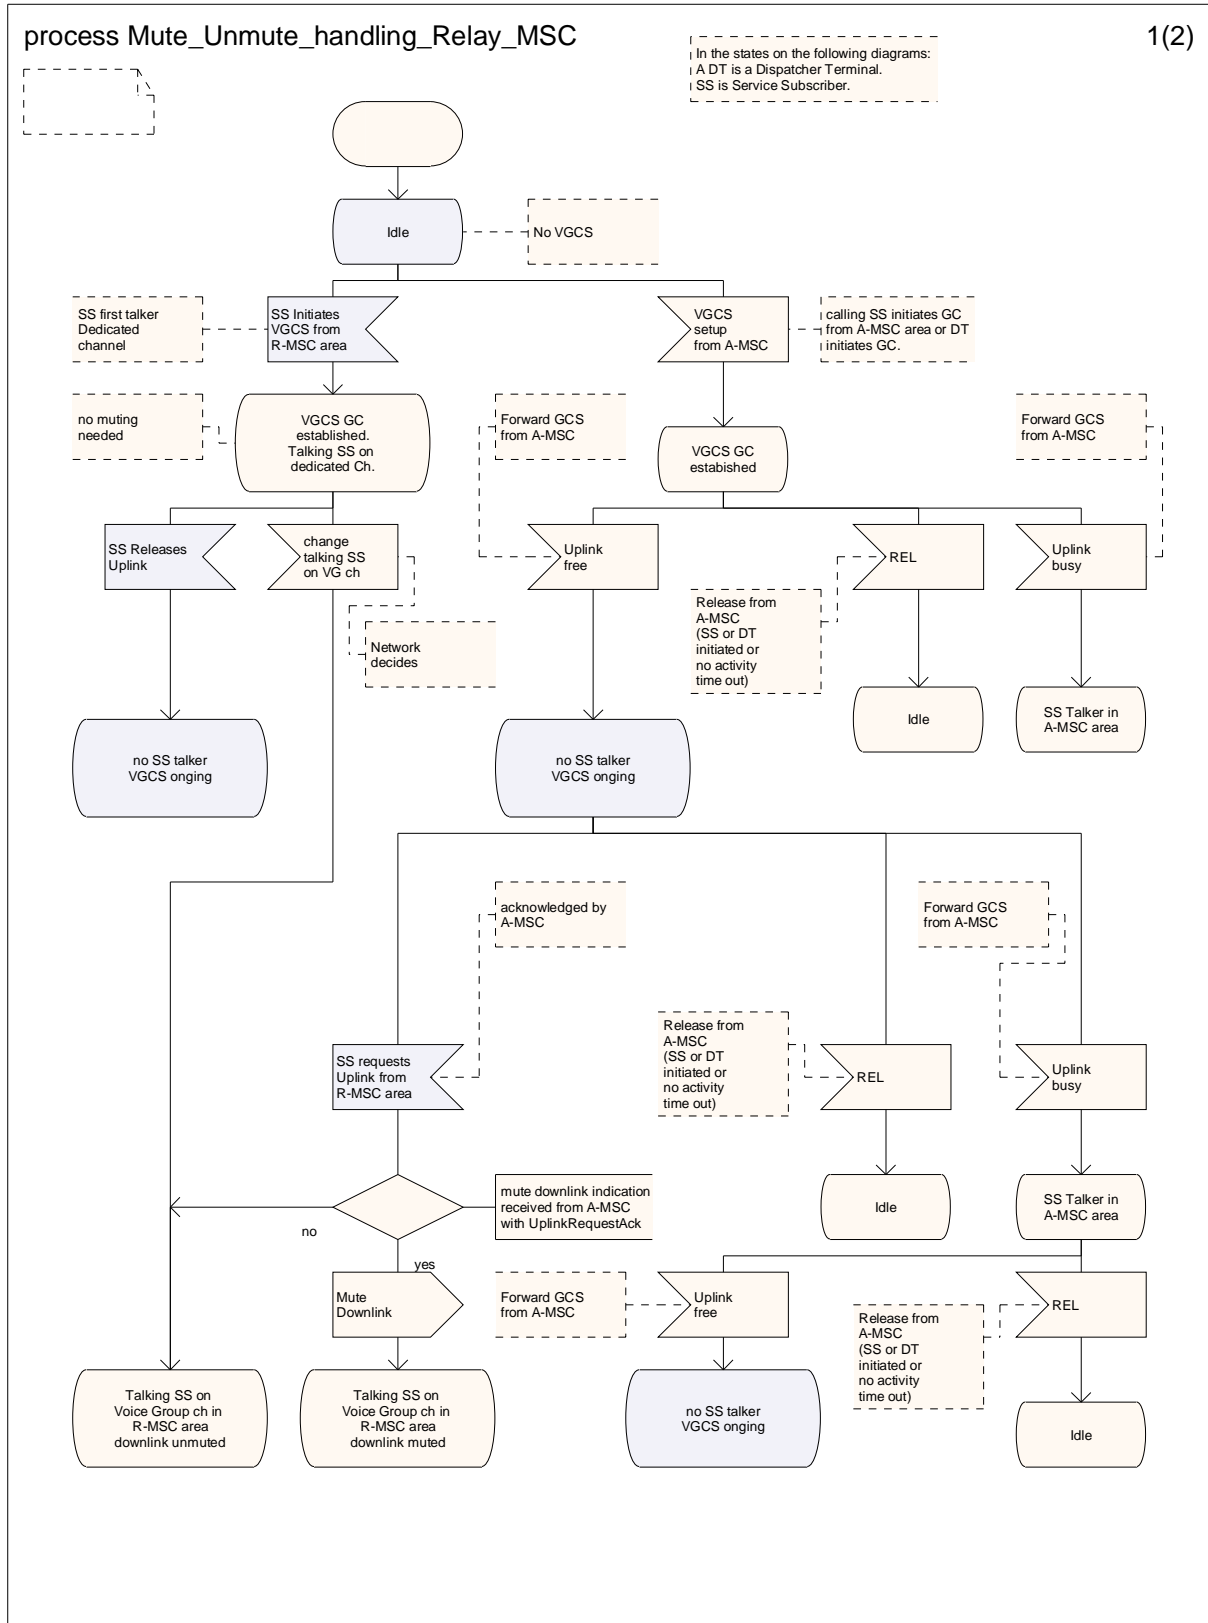 process Mute_Unmute_handling_Relay_MSC
1(2)
In the states on the following diagrams:
A DT is a Dispatcher Terminal.
SS is Service Subscriber.
Idle
No VGCS
SS first talker
Dedicated
channel
SS Initiates
VGCS from
R-MSC area
VGCS
setup
from A-MSC
calling SS initiates GC
from A-MSC area or DT
initiates GC.
no muting
needed
VGCS GC
established.
Talking SS on
dedicated Ch.
Forward GCS
from A-MSC
VGCS GC
estabished
Forward GCS
from A-MSC
SS Releases
Uplink
change
talking SS
on VG ch
Uplink
free
REL
Uplink
busy
Release from
A-MSC
(SS or DT
initiated or
no activity
time out)
Network
decides
Idle
SS Talker in
A-MSC area
no SS talker
VGCS onging
no SS talker
VGCS onging
acknowledged by
A-MSC
Forward GCS
from A-MSC
SS requests
Uplink from
R-MSC area
Release from
A-MSC
(SS or DT
initiated or
no activity
time out)
REL
Uplink
busy
mute downlink indication
received from A-MSC
with UplinkRequestAck
Idle
SS Talker in
A-MSC area
no
yes
Mute
Downlink
Forward GCS
from A-MSC
Uplink
free
REL
Release from
A-MSC
(SS or DT
initiated or
no activity
time out)
Talking SS on
Voice Group ch in
R-MSC area
downlink unmuted
Talking SS on
Voice Group ch in
R-MSC area
downlink muted
no SS talker
VGCS onging
Idle